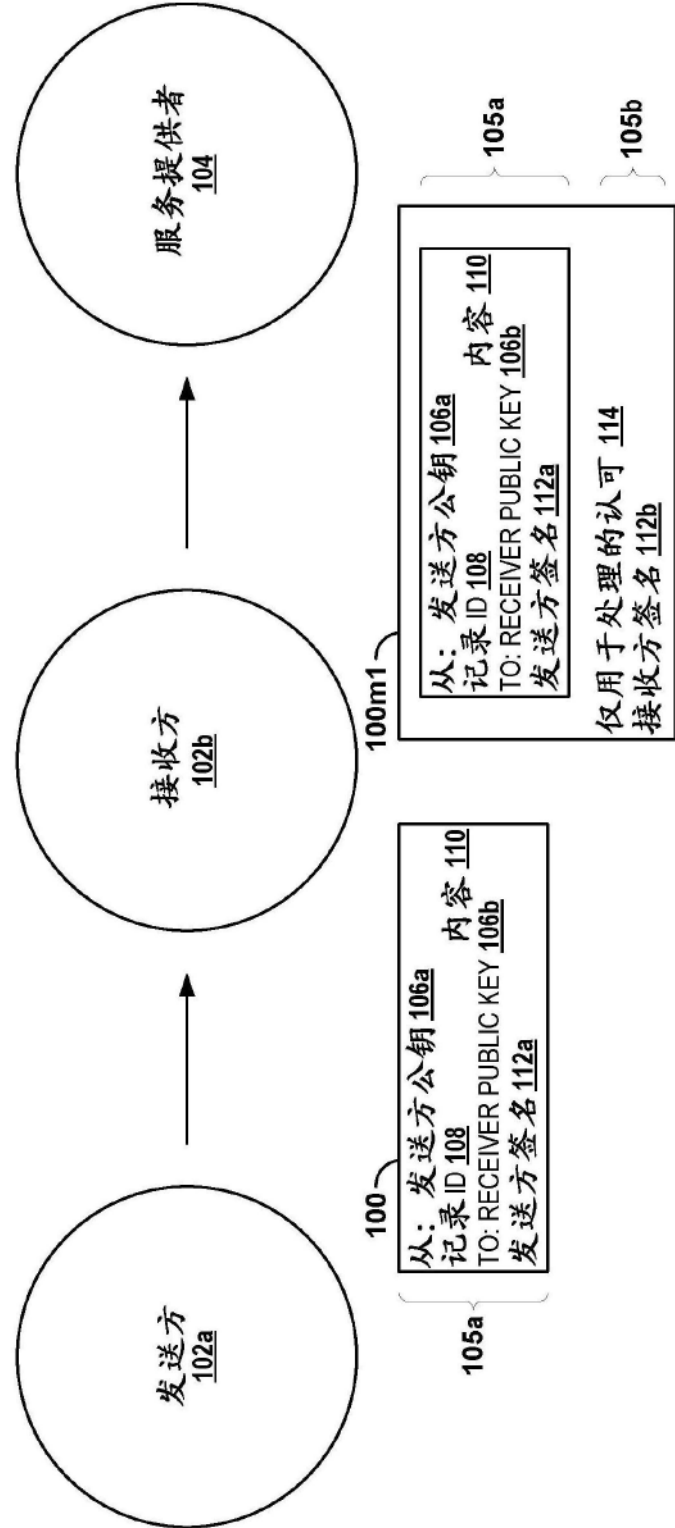 发送方
102a
接收方
102b
服务提供者
104
100
从：发送方公钥 106a
记录 ID 108
内容 110
TO: RECEIVER PUBLIC KEY 106b
发送方签名 112a
105a
100m1
从：发送方公钥 106a
记录 ID 108
内容 110
TO: RECEIVER PUBLIC KEY 106b
发送方签名 112a
仅用于处理的认可 114
接收方签名 112b
105a
105b